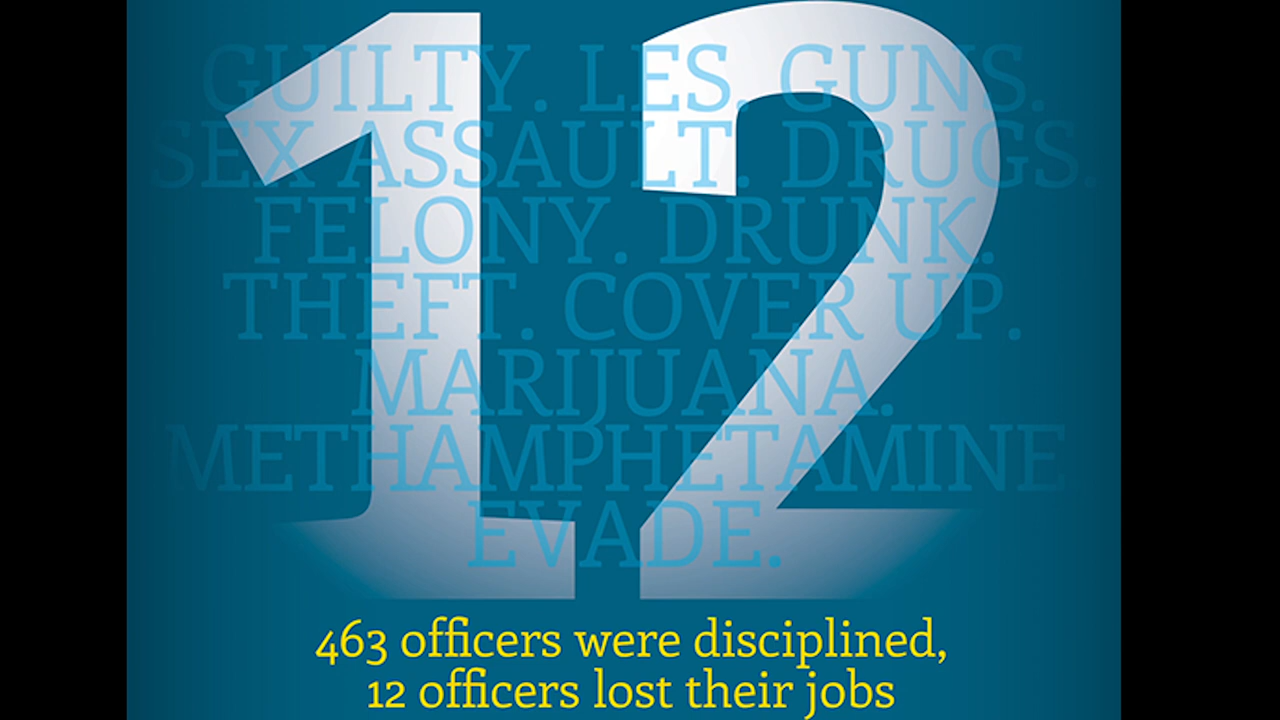 12
GUILTY. LES. GUNS.
SEX ASSAULT. DRUGS.
FELONY. DRUNK.
THEFT. COVER UP.
MARIJUANA.
METHAMPHETAMINE
EVADE.
463 officers were disciplined,
12 officers lost their jobs